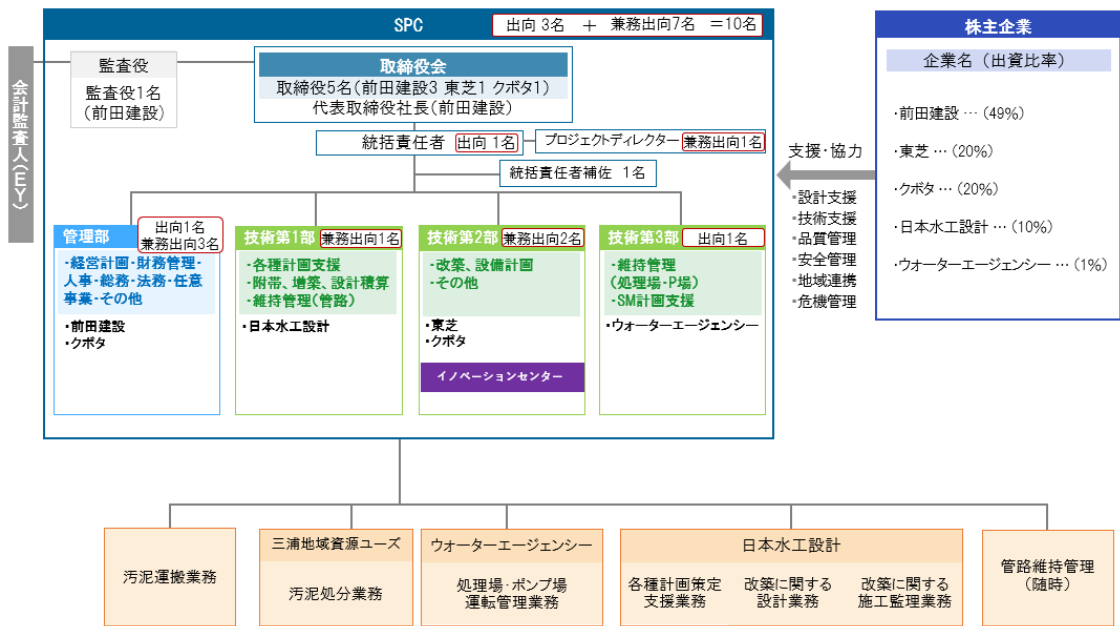 SPC
出向 3名 + 兼務出向7名 =10名
会計監査人(EY)
監査役
監査役1名
(前田建設)
取締役会
取締役5名(前田建設3 東芝1 クボタ1)
代表取締役社長(前田建設)
統括責任者 出向 1名
プロジェクトディレクター 兼務出向1名
統括責任者補佐 1名
管理部
出向1名
兼務出向3名
・経営計画・財務管理・
人事・総務・法務・任意
事業・その他
・前田建設
・クボタ
技術第1部 兼務出向1名
・各種計画支援
・附帯、増築、設計積算
・維持管理(管路)
・日本水工設計
技術第2部 兼務出向2名
・改築、設備計画
・その他
・東芝
・クボタ
イノベーションセンター
技術第3部 出向1名
・維持管理
(処理場・P場)
・SM計画支援
・ウォーターエージェンシー
支援・協力
・設計支援
・技術支援
・品質管理
・安全管理
・地域連携
・危機管理
株主企業
企業名 (出資比率)
・前田建設 … (49%)
・東芝 … (20%)
・クボタ … (20%)
・日本水工設計 … (10%)
・ウォーターエージェンシー … (1%)
汚泥運搬業務
三浦地域資源ユーズ
汚泥処分業務
ウォーターエージェンシー
処理場・ポンプ場
運転管理業務
日本水工設計
各種計画策定
支援業務
改築に関する
設計業務
改築に関する
施工監理業務
管路維持管理
(随時)